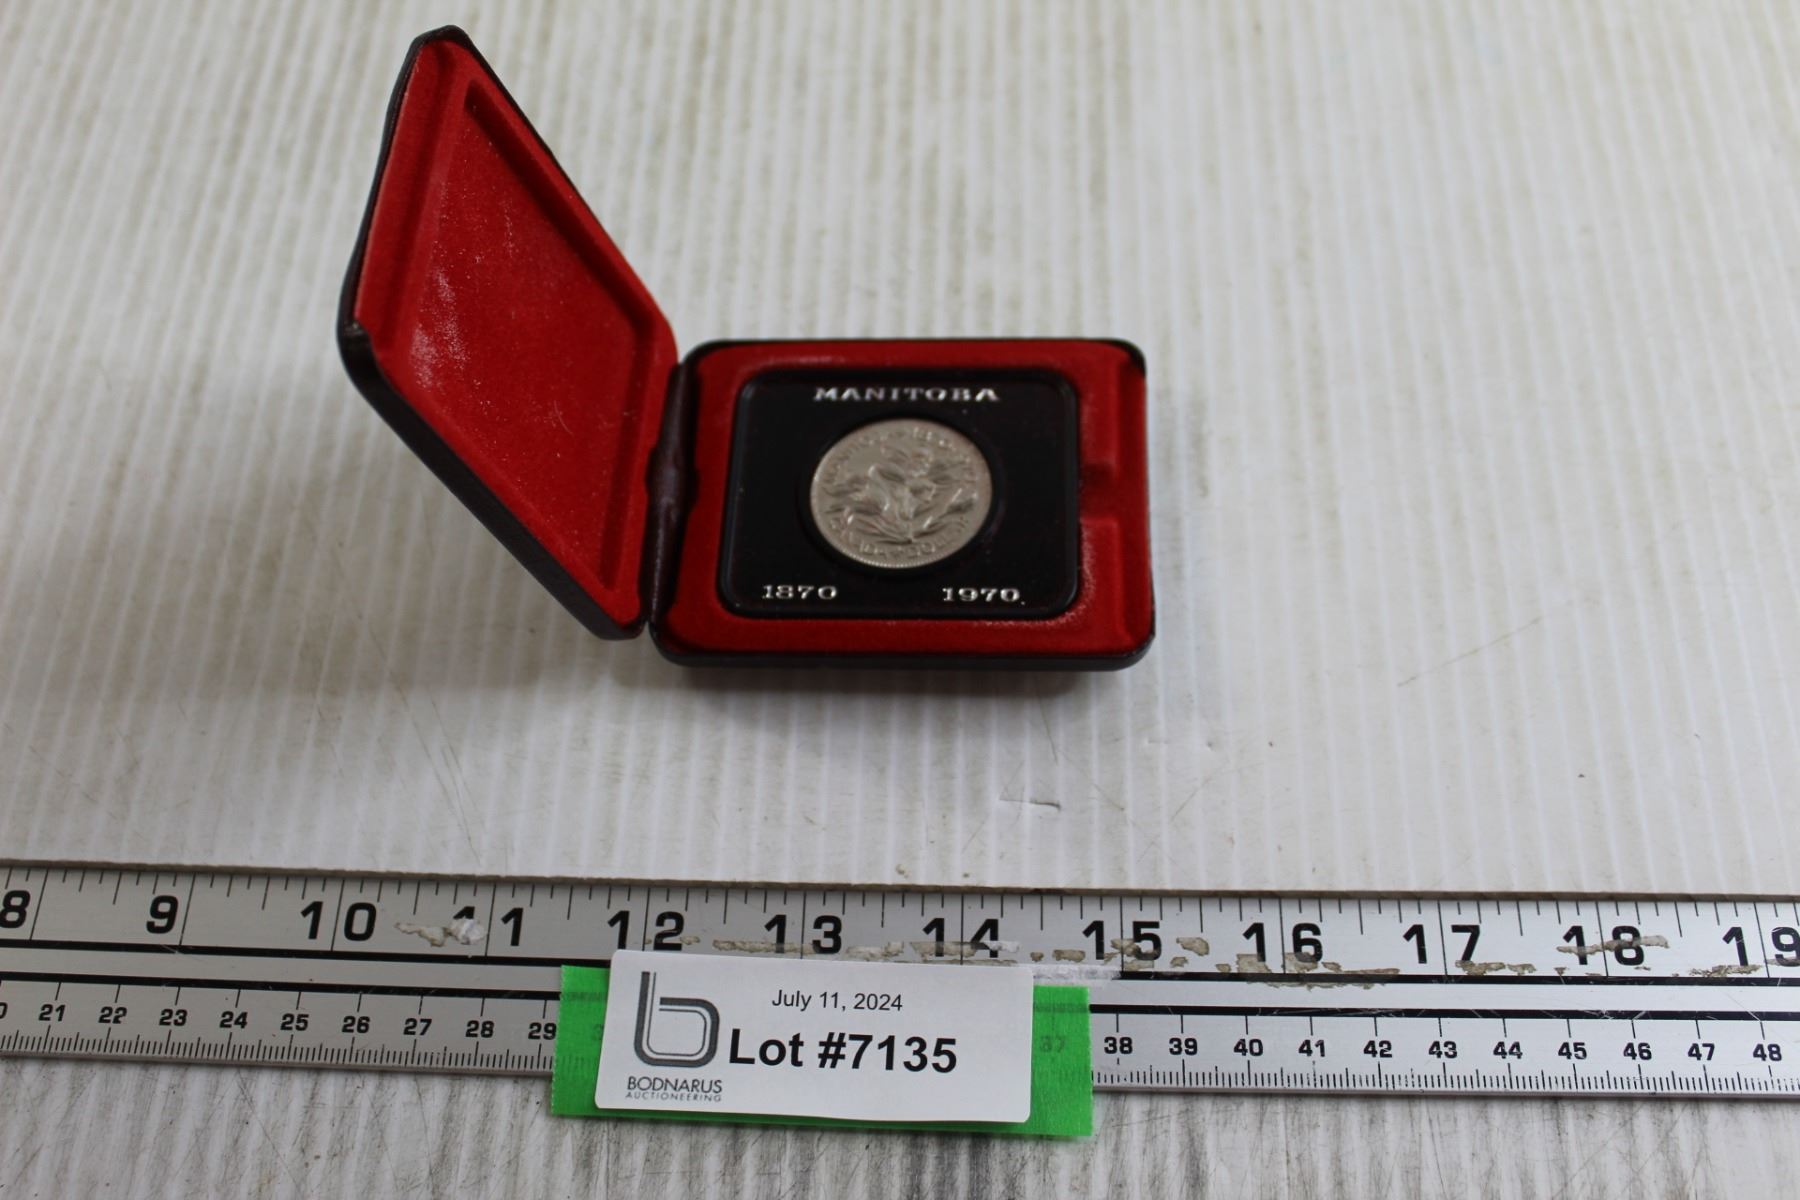 MANITOBA
1870 1970
8 9 10 11 12 13 14 15 16 17 18 19
July 11, 2024
Lot #7135
BODNARUS
AUCTIONEERING
21 22 23 24 25 26 27 28 29 37 38 39 40 41 42 43 44 45 46 47 48